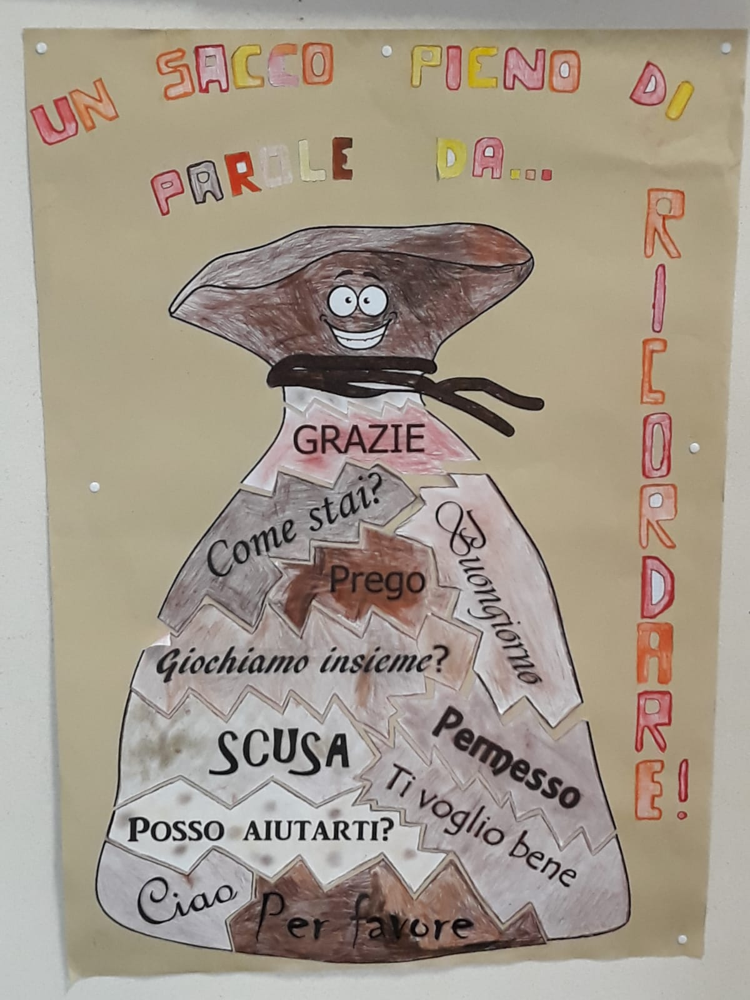 UN SACCO PIENO DI
PAROLE DA...
RICORDARE!
GRAZIE
Come stai?
Buongiorno
Prego
Giochiamo insieme?
SCUSA
Permesso
Ti voglio bene
POSSO AIUTARTI?
Ciao
Per favore